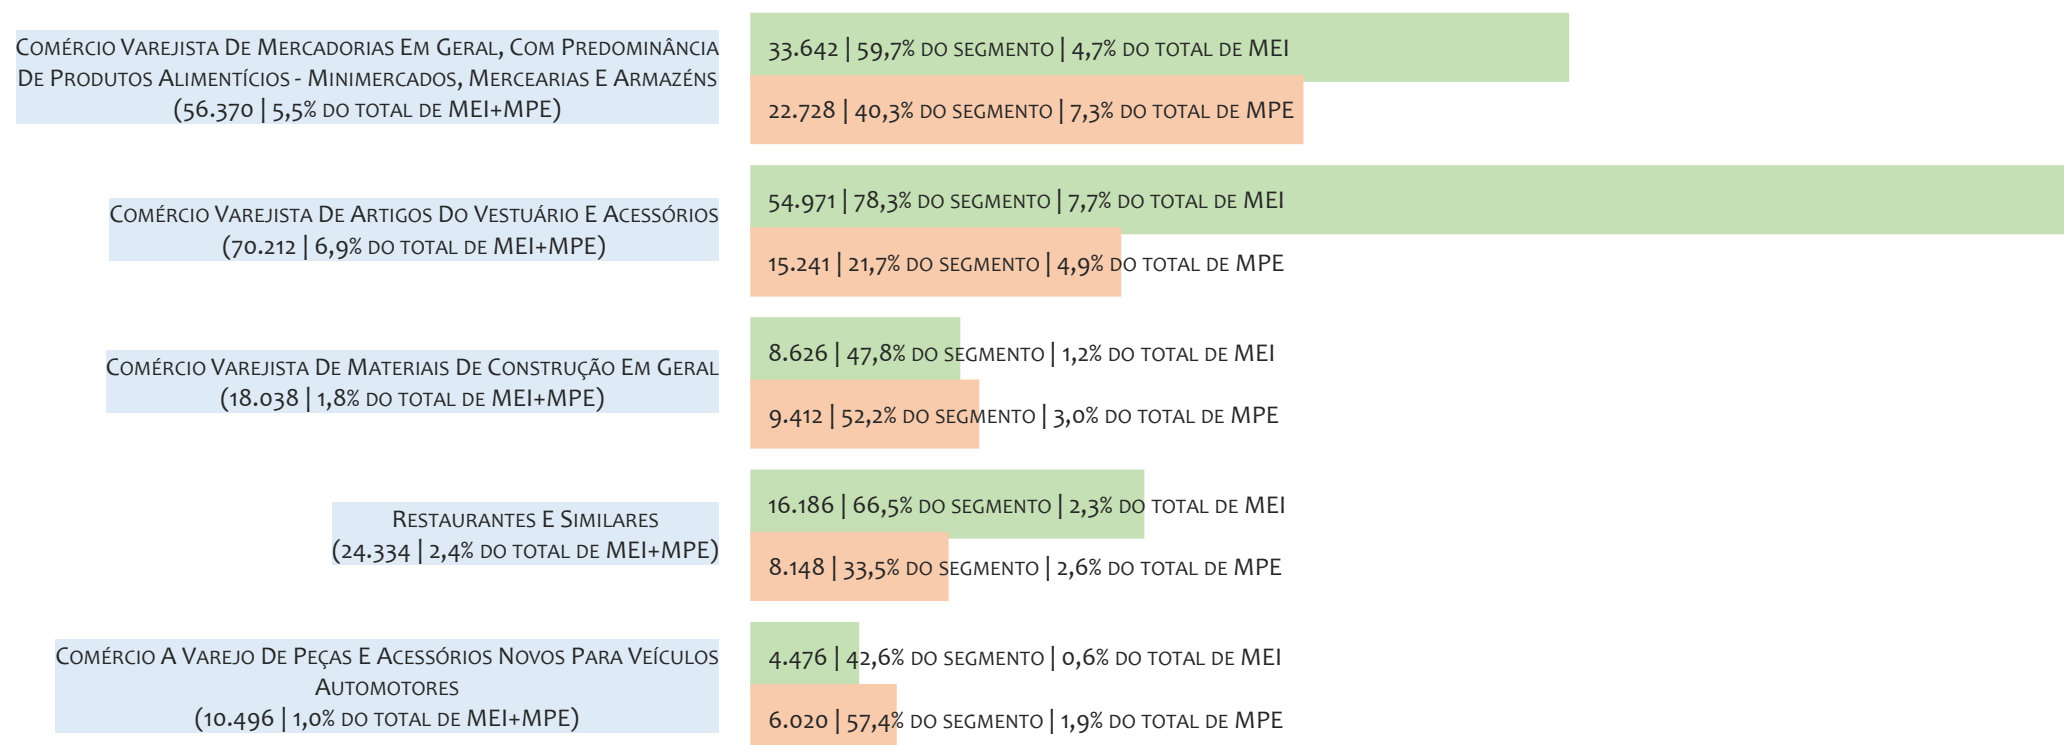 Comércio Varejista De Mercadorias Em Geral, Com Predominância
De Produtos Alimentícios - Minimercados, Mercearias E Armazéns
(56.370 | 5,5% do total de MEI+MPE)
33.642 | 59,7% do segmento | 4,7% do total de MEI
22.728 | 40,3% do segmento | 7,3% do total de MPE
Comércio Varejista De Artigos Do Vestuário E Acessórios
(70.212 | 6,9% do total de MEI+MPE)
54.971 | 78,3% do segmento | 7,7% do total de MEI
15.241 | 21,7% do segmento | 4,9% do total de MPE
Comércio Varejista De Materiais De Construção Em Geral
(18.038 | 1,8% do total de MEI+MPE)
8.626 | 47,8% do segmento | 1,2% do total de MEI
9.412 | 52,2% do segmento | 3,0% do total de MPE
Restaurantes E Similares
(24.334 | 2,4% do total de MEI+MPE)
16.186 | 66,5% do segmento | 2,3% do total de MEI
8.148 | 33,5% do segmento | 2,6% do total de MPE
Comércio A Varejo De Peças E Acessórios Novos Para Veículos
Automotores
(10.496 | 1,0% do total de MEI+MPE)
4.476 | 42,6% do segmento | 0,6% do total de MEI
6.020 | 57,4% do segmento | 1,9% do total de MPE